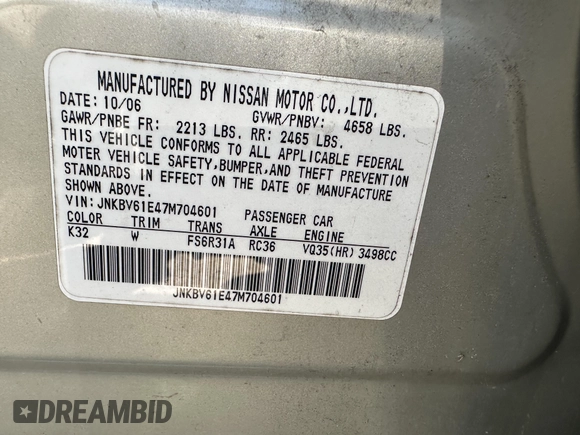 MANUFACTURED BY NISSAN MOTOR CO.,LTD.
DATE: 10/06 GVWR/PNBV: 4658 LBS.
GAWR/PNBE FR: 2213 LBS. RR: 2465 LBS.
THIS VEHICLE CONFORMS TO ALL APPLICABLE FEDERAL
MOTER VEHICLE SAFETY,BUMPER,AND THEFT PREVENTION
STANDARDS IN EFFECT ON THE DATE OF MANUFACTURE
SHOWN ABOVE.
VIN: JNKBV61E47M704601 PASSENGER CAR
COLOR TRIM TRANS AXLE ENGINE
K32 W FS6R31A RC36 VQ35(HR) 3498CC
JNKBV61E47M704601
DREAMBID